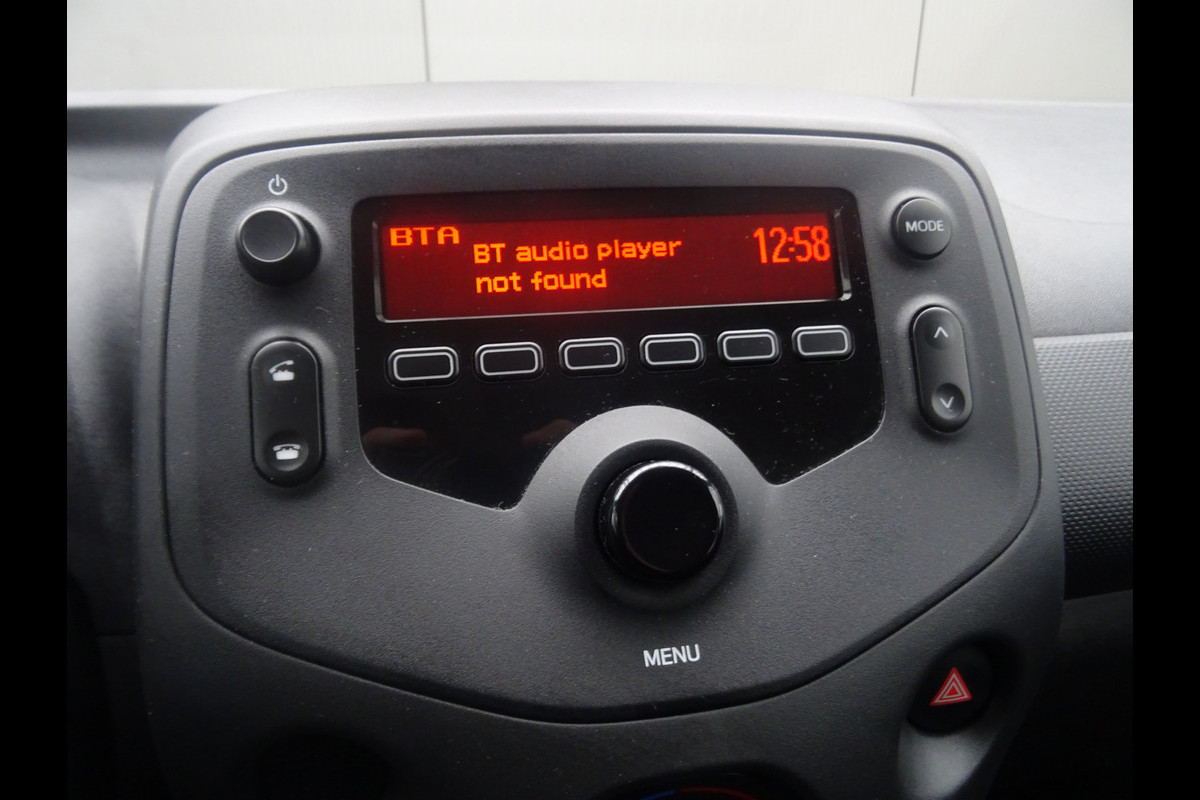 BTA
BT audio player
not found
12:58
MODE
MENU